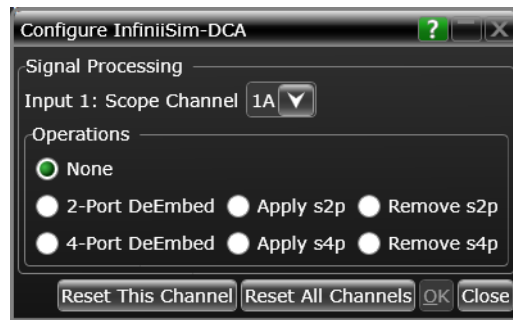 Configure InfiniiSim-DCA ?
Signal Processing
Input 1: Scope Channel 1A
Operations
None
2-Port DeEmbed Apply s2p Remove s2p
4-Port DeEmbed Apply s4p Remove s4p
Reset This Channel Reset All Channels OK Close